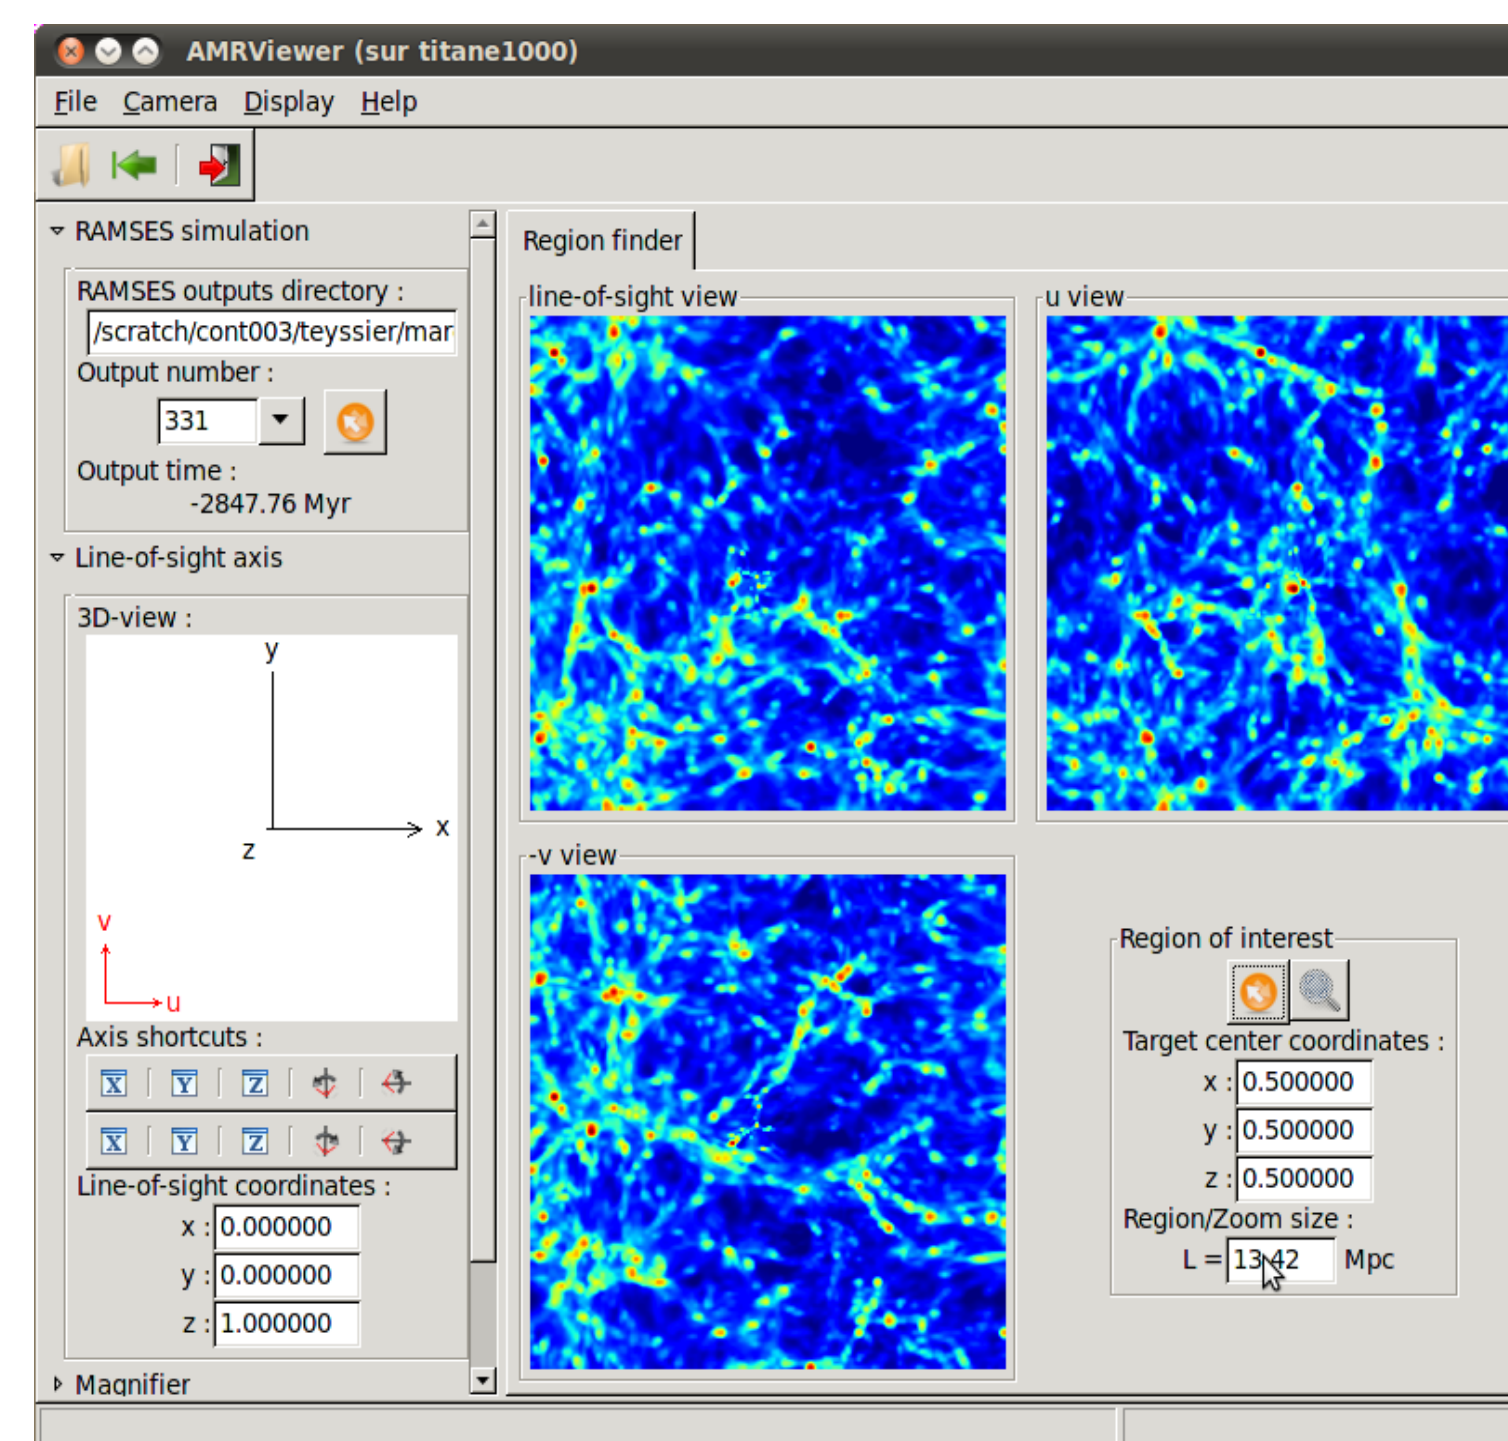 AMRViewer (sur titane1000)
File Camera Display Help
RAMSES simulation
RAMSES outputs directory :
/scratch/cont003/teyssier/mar
Output number :
331
Output time :
-2847.76 Myr
Line-of-sight axis
3D-view :
y
x
z
v
u
Axis shortcuts :
X Y Z
X Y Z
Line-of-sight coordinates :
x : 0.000000
y : 0.000000
z : 1.000000
Magnifier
Region finder
line-of-sight view
u view
-v view
Region of interest
Target center coordinates :
x : 0.500000
y : 0.500000
z : 0.500000
Region/Zoom size :
L = 13.42 Mpc